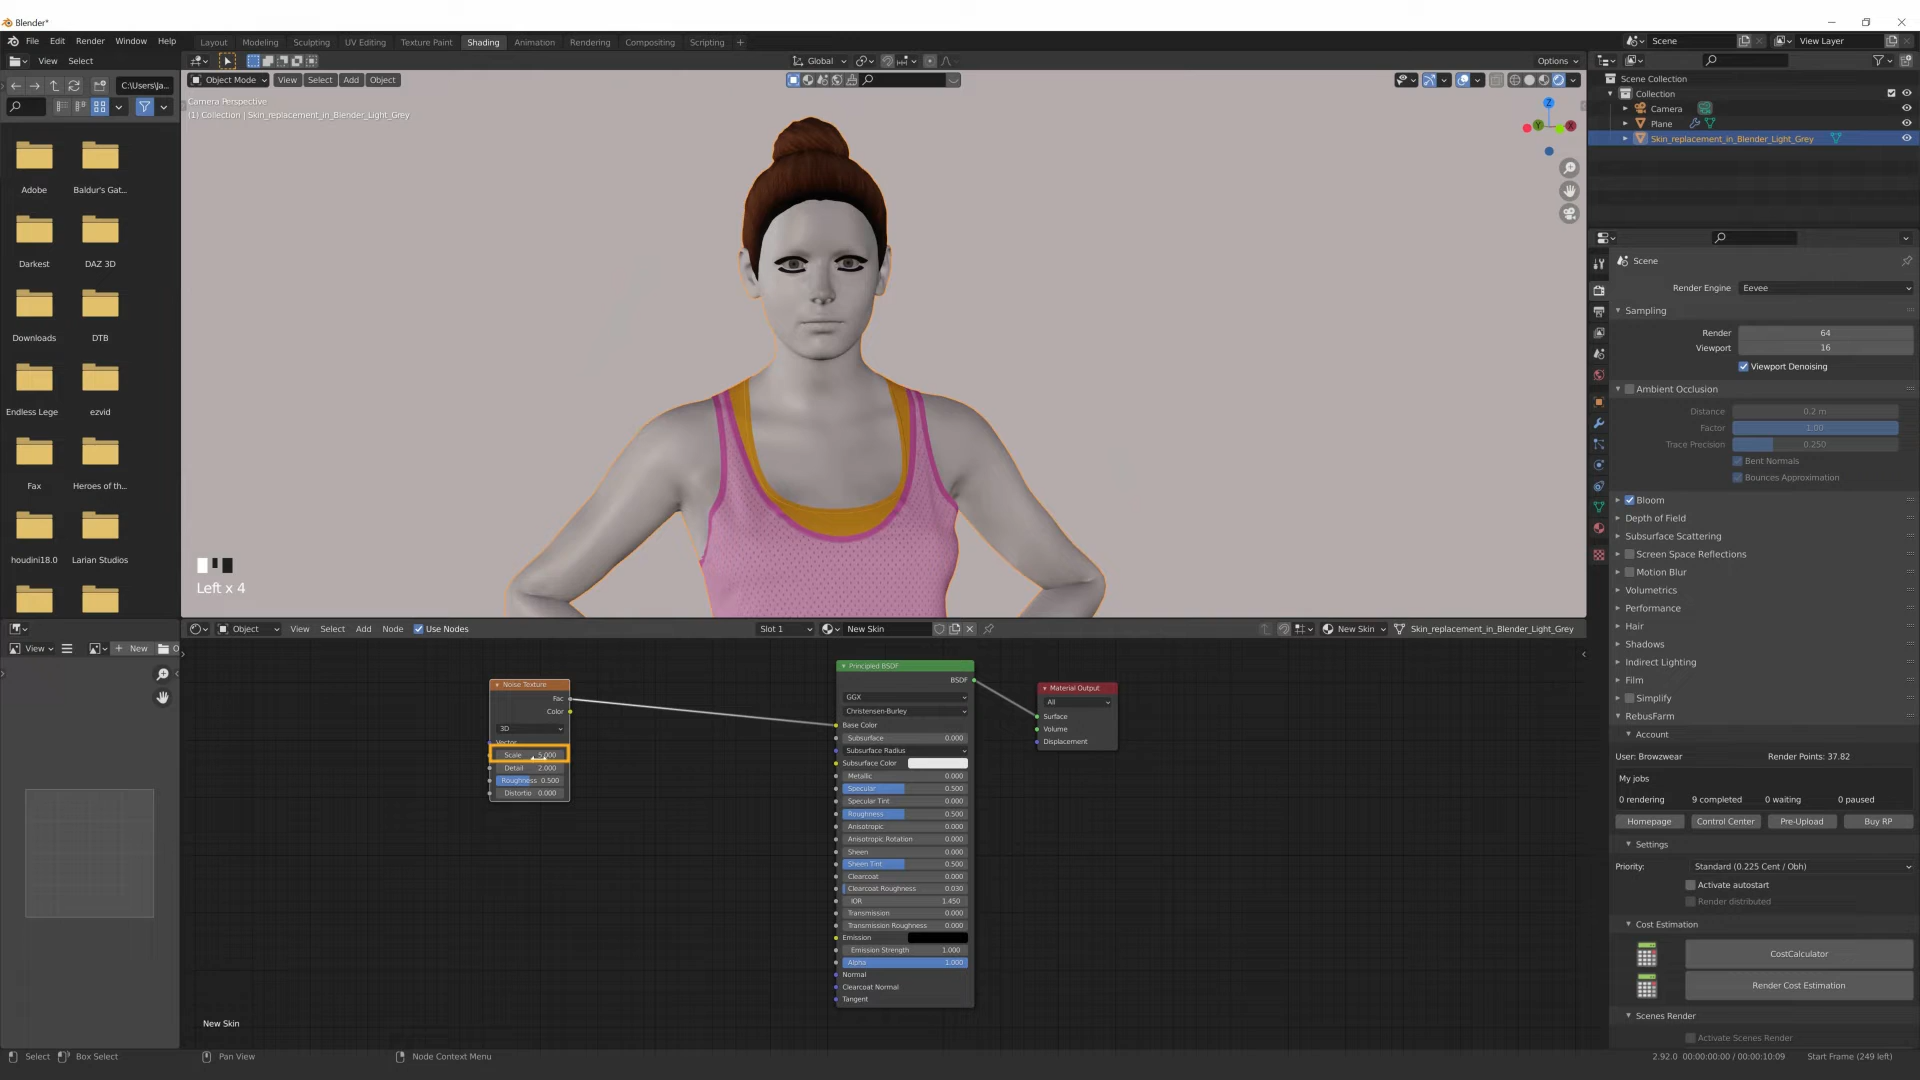 Blender*
File Edit Render Window Help
Layout Modeling Sculpting UV Editing Texture Paint Shading Animation Rendering Compositing Scripting +
Scene
View Layer
View Select
Global
Options
C:\Users\Ja...
Object Mode View Select Add Object
Camera Perspective
(1) Collection | Skin_replacement_in_Blender_Light_Grey
Z
Y
X
Adobe
Baldur's Gat...
Darkest
DAZ 3D
Downloads
DTB
Endless Lege
ezvid
Fax
Heroes of th...
houdini18.0
Larian Studios
Left x 4
Scene Collection
Collection
Camera
Plane
Skin_replacement_in_Blender_Light_Grey
Scene
Render Engine Eevee
Sampling
Render 64
Viewport 16
Viewport Denoising
Ambient Occlusion
Distance 0.2 m
Factor 1.00
Trace Precision 0.250
Bent Normals
Bounces Approximation
Bloom
Depth of Field
Subsurface Scattering
Screen Space Reflections
Motion Blur
Volumetrics
Performance
Hair
Shadows
Indirect Lighting
Film
Simplify
RebusFarm
Account
User: Browzwear Render Points: 37.82
My jobs
0 rendering 9 completed 0 waiting 0 paused
Homepage Control Center Pre-Upload Buy RP
Settings
Priority: Standard (0.225 Cent / Obh)
Activate autostart
Render distributed
Cost Estimation
CostCalculator
Render Cost Estimation
Scenes Render
Activate Scenes Render
View
+ New
O
Object View Select Add Node Use Nodes
Slot 1
New Skin
New Skin
Skin_replacement_in_Blender_Light_Grey
Noise Texture
Fac
Color
3D
Vector
Scale 5.000
Detail 2.000
Roughness 0.500
Distortio 0.000
Principled BSDF
BSDF
GGX
Christensen-Burley
Base Color
Subsurface 0.000
Subsurface Radius
Subsurface Color
Metallic 0.000
Specular 0.500
Specular Tint 0.000
Roughness 0.500
Anisotropic 0.000
Anisotropic Rotation 0.000
Sheen 0.000
Sheen Tint 0.500
Clearcoat 0.000
Clearcoat Roughness 0.030
IOR 1.450
Transmission 0.000
Transmission Roughness 0.000
Emission
Emission Strength 1.000
Alpha 1.000
Normal
Clearcoat Normal
Tangent
Material Output
All
Surface
Volume
Displacement
New Skin
Select Box Select Pan View Node Context Menu
2.92.0 00:00:00:00 / 00:00:10:09 Start Frame (249 left)